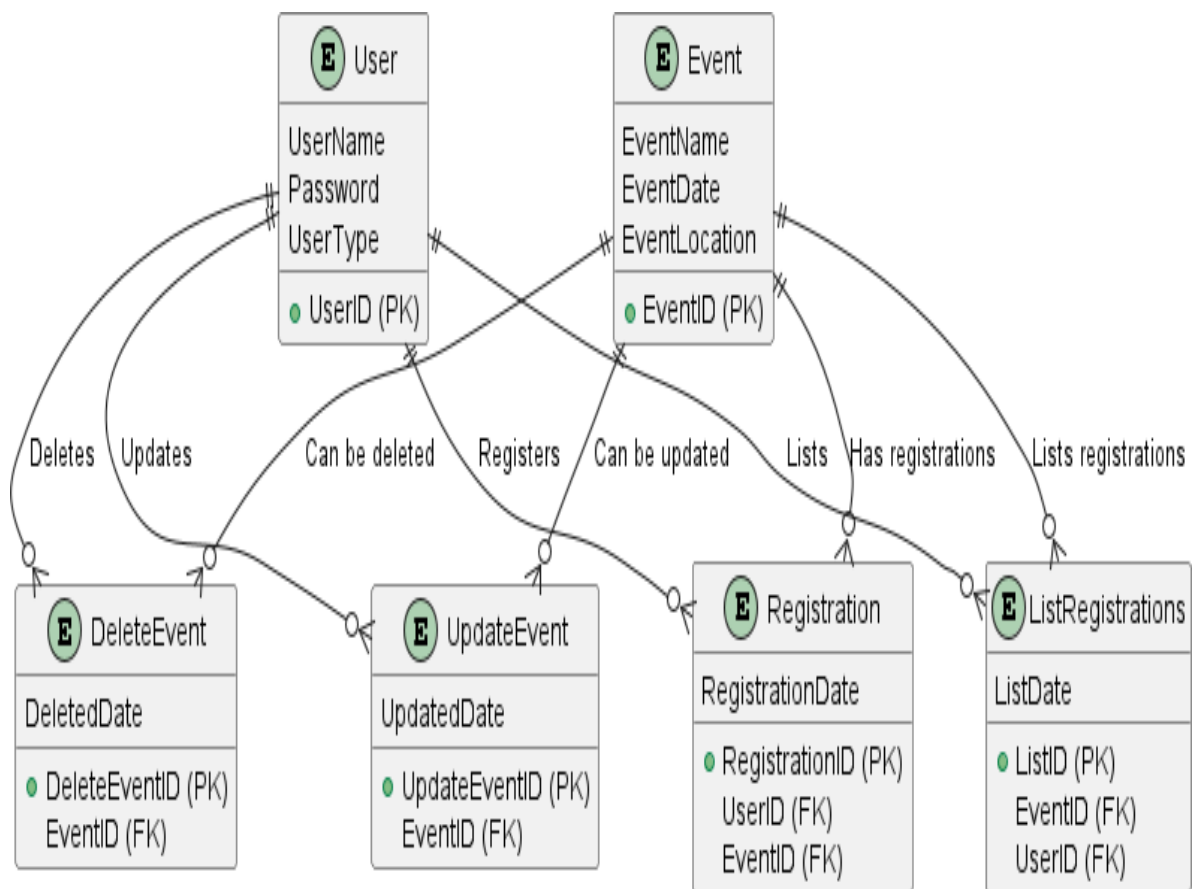 E User
UserName
Password
UserType
UserID (PK)
E Event
EventName
EventDate
EventLocation
EventID (PK)
Deletes
Updates
Can be deleted
Registers
Can be updated
Lists
Has registrations
Lists registrations
E DeleteEvent
DeletedDate
DeleteEventID (PK)
EventID (FK)
E UpdateEvent
UpdatedDate
UpdateEventID (PK)
EventID (FK)
E Registration
RegistrationDate
RegistrationID (PK)
UserID (FK)
EventID (FK)
E ListRegistrations
ListDate
ListID (PK)
EventID (FK)
UserID (FK)